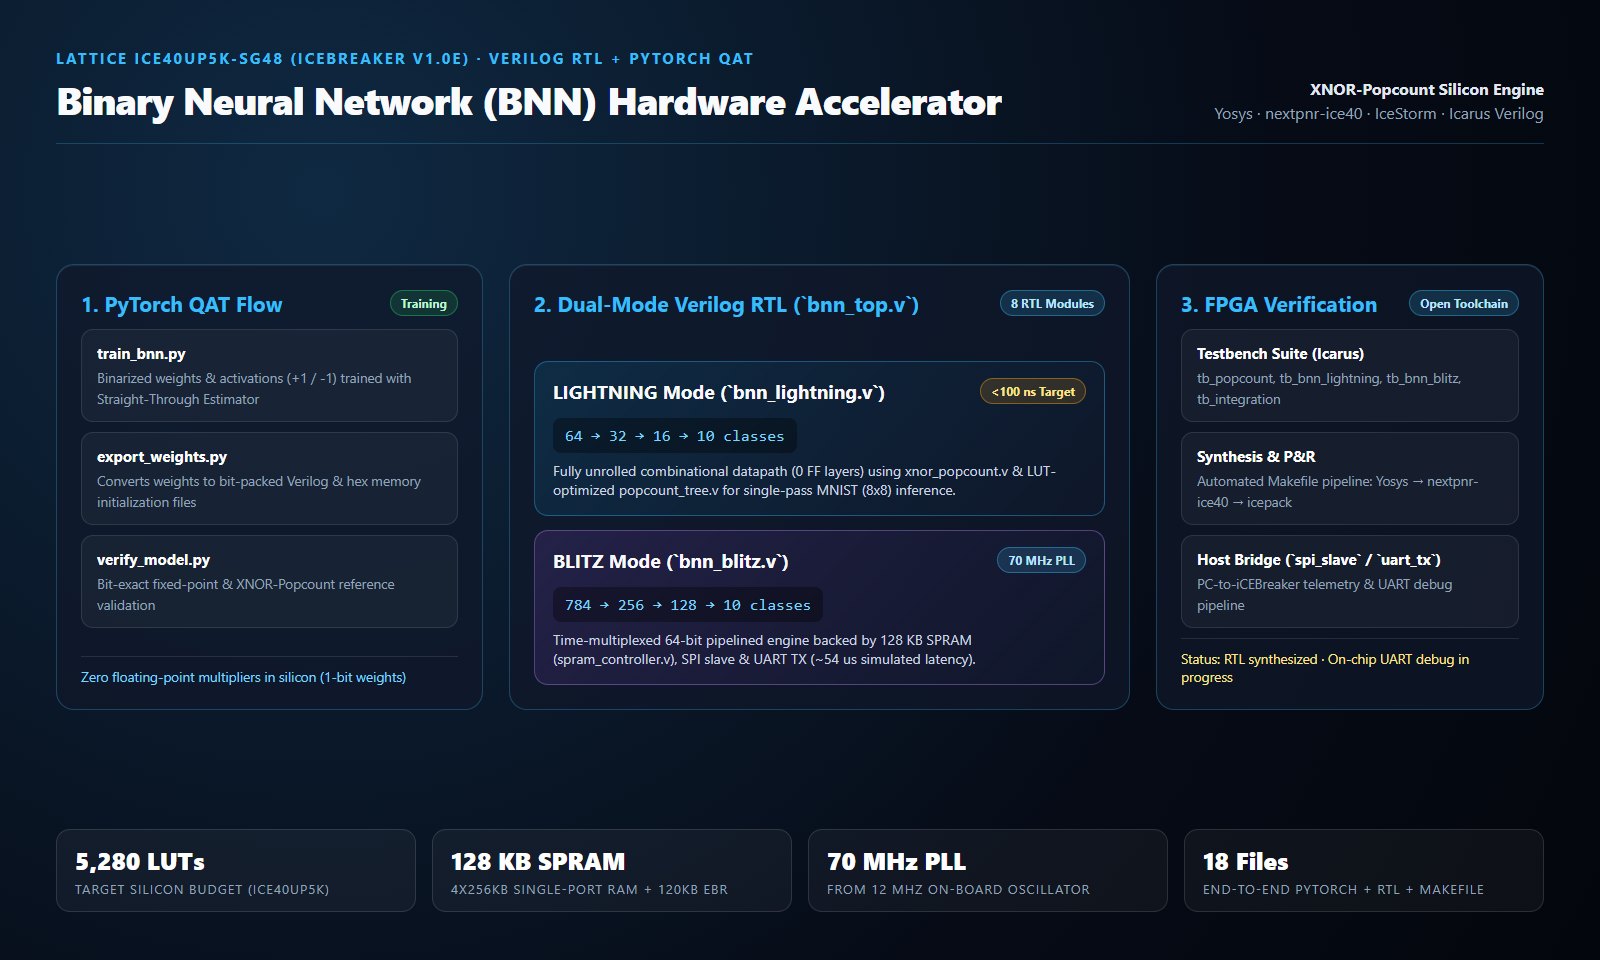 LATTICE ICE40UP5K-SG48 (ICEBREAKER V1.0E) · VERILOG RTL + PYTORCH QAT
Binary Neural Network (BNN) Hardware Accelerator
XNOR-Popcount Silicon Engine
Yosys · nextpnr-ice40 · IceStorm · Icarus Verilog
1. PyTorch QAT Flow
Training
train_bnn.py
Binarized weights & activations (+1 / -1) trained with
Straight-Through Estimator
export_weights.py
Converts weights to bit-packed Verilog & hex memory
initialization files
verify_model.py
Bit-exact fixed-point & XNOR-Popcount reference
validation
Zero floating-point multipliers in silicon (1-bit weights)
2. Dual-Mode Verilog RTL (`bnn_top.v`)
8 RTL Modules
LIGHTNING Mode (`bnn_lightning.v`)
<100 ns Target
64 → 32 → 16 → 10 classes
Fully unrolled combinational datapath (0 FF layers) using xnor_popcount.v & LUT-
optimized popcount_tree.v for single-pass MNIST (8x8) inference.
BLITZ Mode (`bnn_blitz.v`)
70 MHz PLL
784 → 256 → 128 → 10 classes
Time-multiplexed 64-bit pipelined engine backed by 128 KB SPRAM
(spram_controller.v), SPI slave & UART TX (~54 us simulated latency).
3. FPGA Verification
Open Toolchain
Testbench Suite (Icarus)
tb_popcount, tb_bnn_lightning, tb_bnn_blitz,
tb_integration
Synthesis & P&R
Automated Makefile pipeline: Yosys → nextpnr-
ice40 → icepack
Host Bridge (`spi_slave` / `uart_tx`)
PC-to-iCEBreaker telemetry & UART debug
pipeline
Status: RTL synthesized · On-chip UART debug in
progress
5,280 LUTs
TARGET SILICON BUDGET (ICE40UP5K)
128 KB SPRAM
4X256KB SINGLE-PORT RAM + 120KB EBR
70 MHz PLL
FROM 12 MHZ ON-BOARD OSCILLATOR
18 Files
END-TO-END PYTORCH + RTL + MAKEFILE